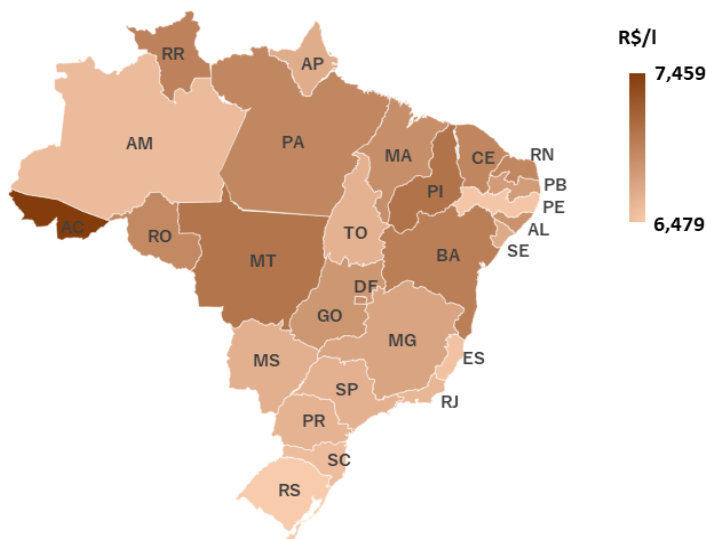 R$/l
7,459
6,479
RR
AP
AM
PA
MA
CE
RN
PB
PE
AL
SE
PI
AC
RO
TO
MT
BA
DF
GO
MG
ES
MS
SP
RJ
PR
SC
RS